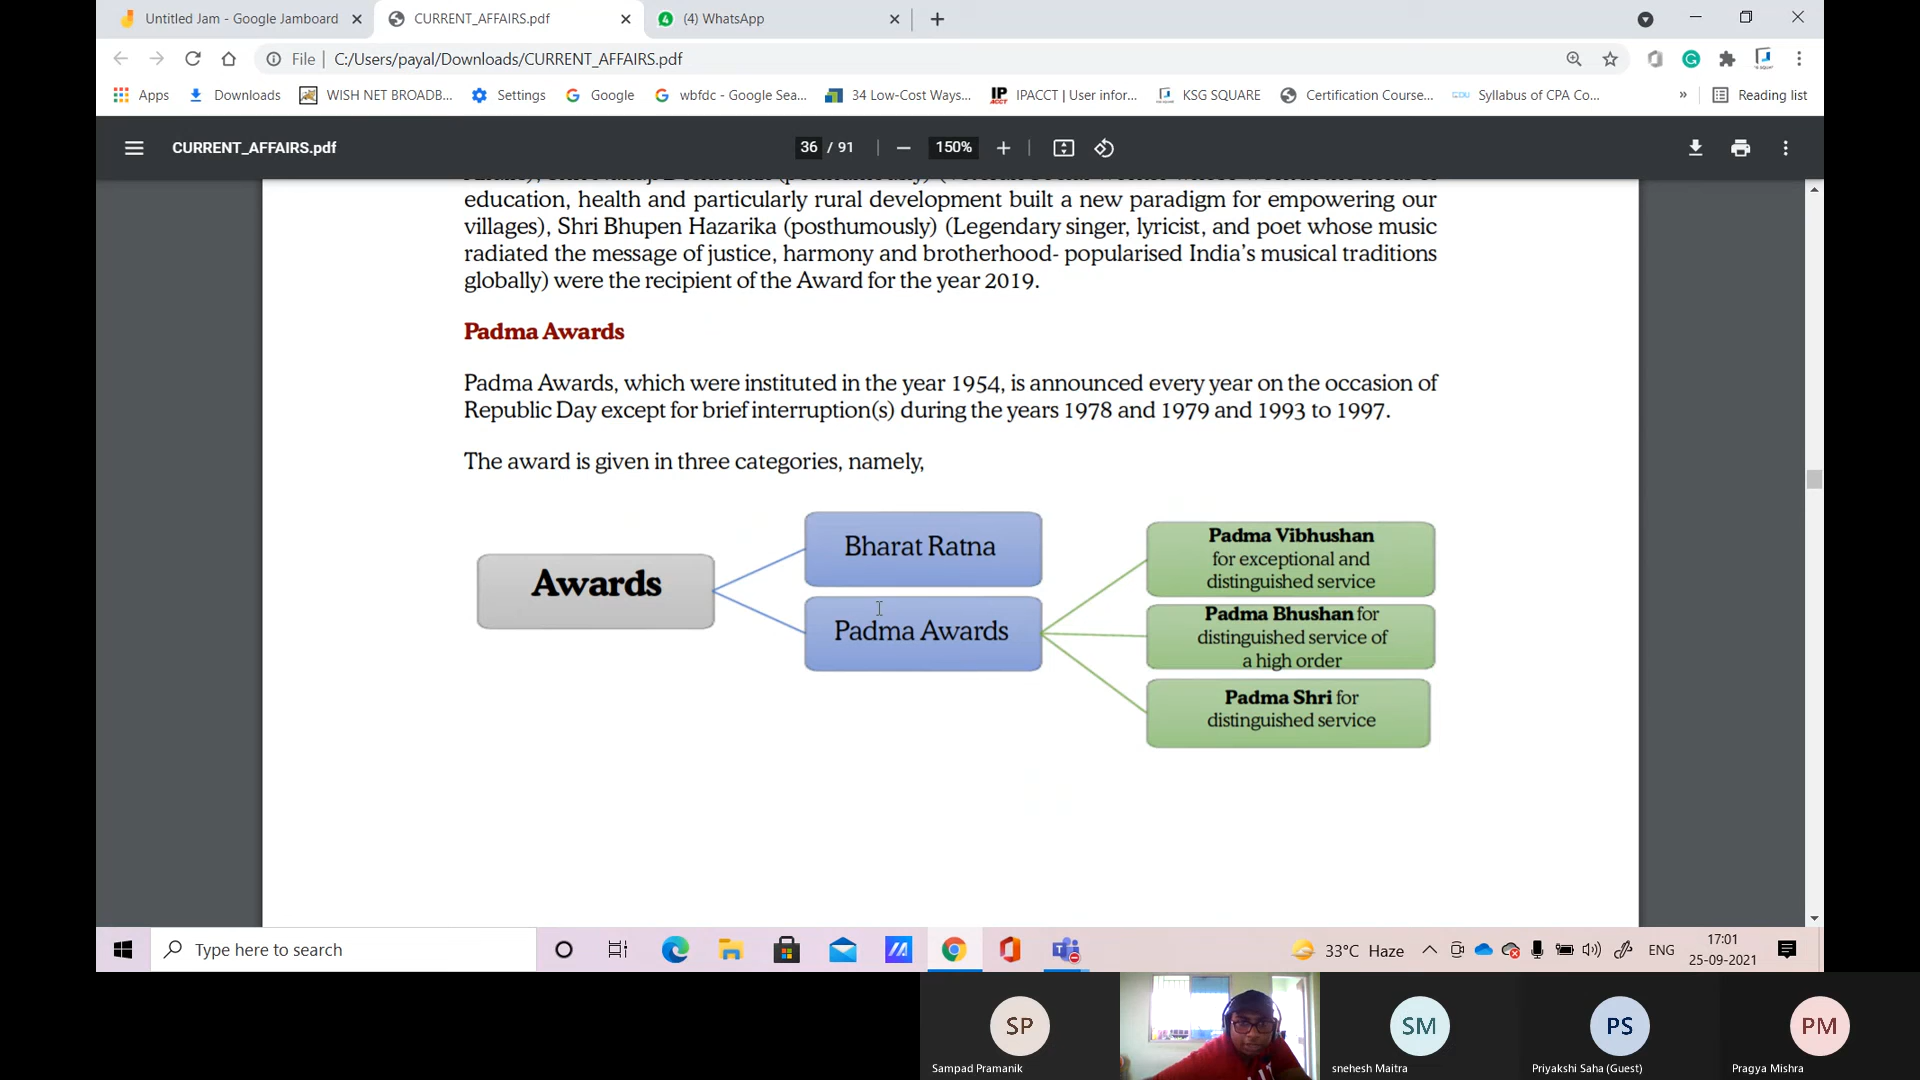 Untitled Jam - Google Jamboard
CURRENT_AFFAIRS.pdf
(4) WhatsApp
File | C:/Users/payal/Downloads/CURRENT_AFFAIRS.pdf
Apps
Downloads
WISH NET BROADB...
Settings
Google
wbfdc - Google Sea...
34 Low-Cost Ways...
IPACCT | User infor...
KSG SQUARE
Certification Course...
Syllabus of CPA Co...
»
Reading list
CURRENT_AFFAIRS.pdf
36 / 91
150%
education, health and particularly rural development built a new paradigm for empowering our
villages), Shri Bhupen Hazarika (posthumously) (Legendary singer, lyricist, and poet whose music
radiated the message of justice, harmony and brotherhood- popularised India's musical traditions
globally) were the recipient of the Award for the year 2019.
Padma Awards
Padma Awards, which were instituted in the year 1954, is announced every year on the occasion of
Republic Day except for brief interruption(s) during the years 1978 and 1979 and 1993 to 1997.
The award is given in three categories, namely,
Awards
Bharat Ratna
Padma Awards
Padma Vibhushan
for exceptional and
distinguished service
Padma Bhushan for
distinguished service of
a high order
Padma Shri for
distinguished service
Type here to search
33°C Haze
ENG
17:01
25-09-2021
SP
Sampad Pramanik
SM
snehesh Maitra
PS
Priyakshi Saha (Guest)
PM
Pragya Mishra